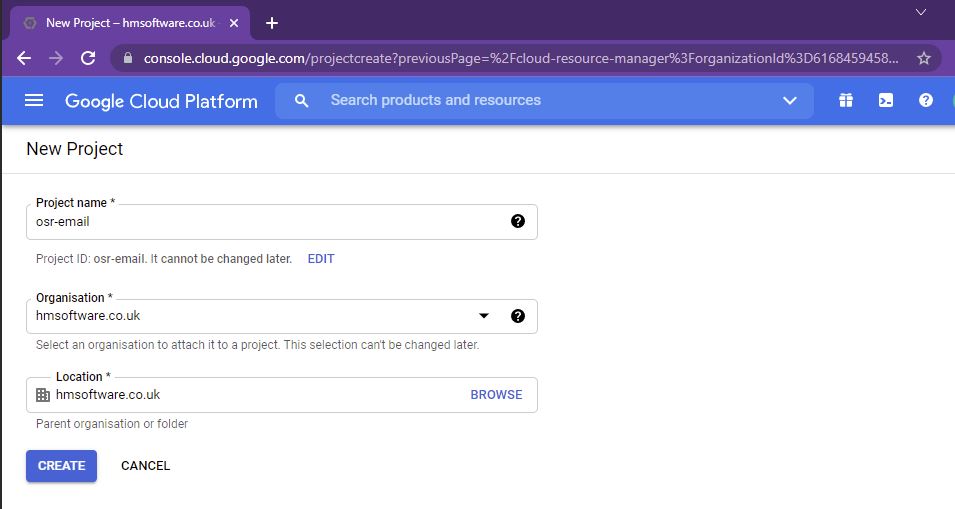 New Project – hmsoftware.co.uk
console.cloud.google.com/projectcreate?previousPage=%2Fcloud-resource-manager%3ForganizationId%3D6168459458...
Google Cloud Platform
Search products and resources
New Project
Project name *
osr-email
Project ID: osr-email. It cannot be changed later. EDIT
Organisation *
hmsoftware.co.uk
Select an organisation to attach it to a project. This selection can't be changed later.
Location *
hmsoftware.co.uk BROWSE
Parent organisation or folder
CREATE CANCEL